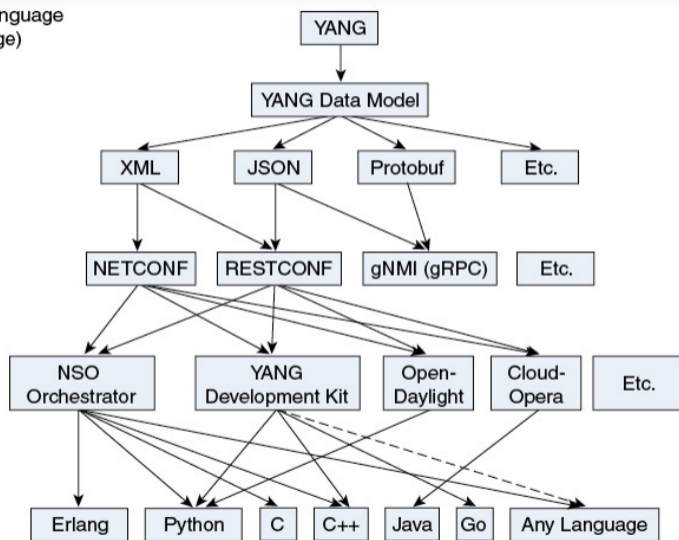 YANG
ge)
YANG Data Model
XML JSON Protobuf Etc.
NETCONF RESTCONF gNMI (gRPC) Etc.
NSO
Orchestrator
YANG
Development Kit
Open-
Daylight
Cloud-
Opera
Etc.
Erlang Python C C++ Java Go Any Language